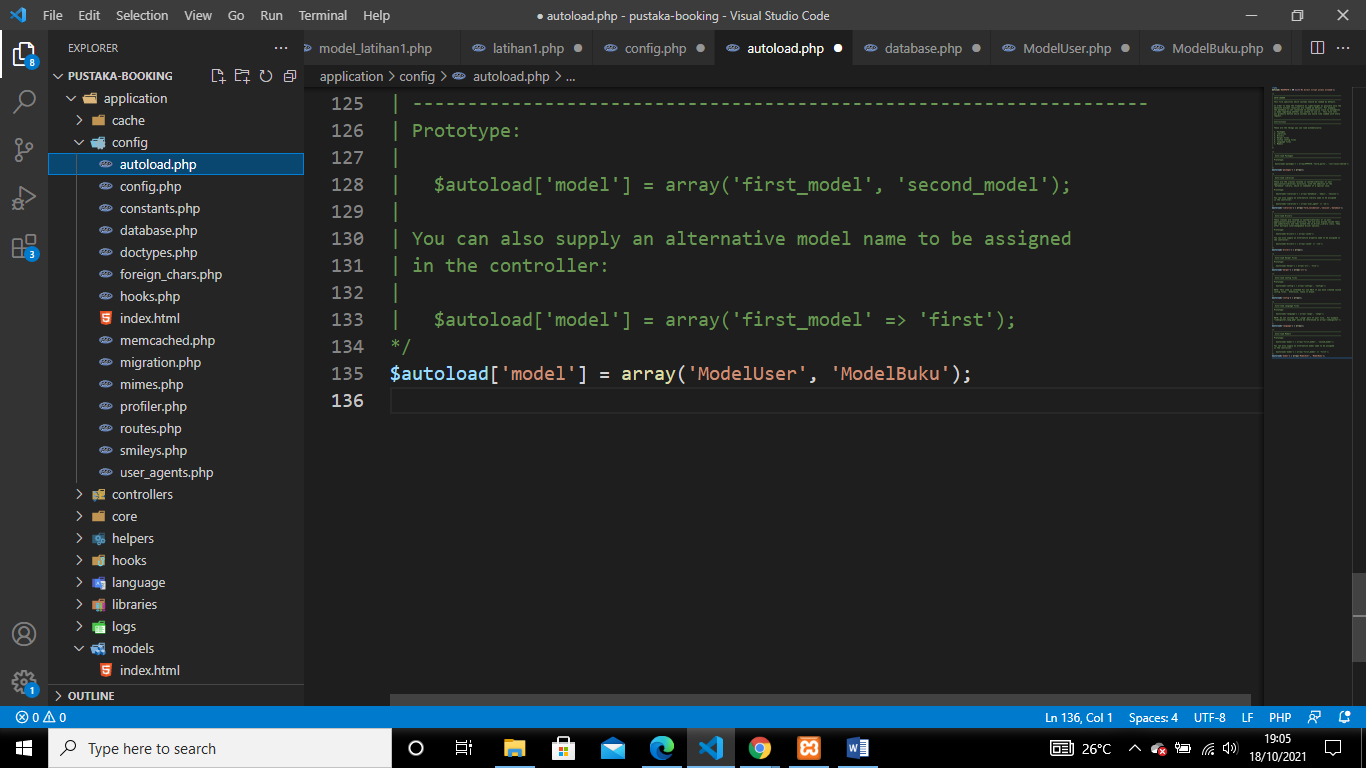 File Edit Selection View Go Run Terminal Help
● autoload.php - pustaka-booking - Visual Studio Code
EXPLORER
model_latihan1.php latihan1.php config.php autoload.php database.php ModelUser.php ModelBuku.php
PUSTAKA-BOOKING
application > config > autoload.php > ...
application
cache
config
autoload.php
config.php
constants.php
database.php
doctypes.php
foreign_chars.php
hooks.php
index.html
memcached.php
migration.php
mimes.php
profiler.php
routes.php
smileys.php
user_agents.php
controllers
core
helpers
hooks
language
libraries
logs
models
index.html
OUTLINE
8
3
1
125 | -------------------------------------------------------------------
126 | Prototype:
127 |
128 |   $autoload['model'] = array('first_model', 'second_model');
129 |
130 | You can also supply an alternative model name to be assigned
131 | in the controller:
132 |
133 |   $autoload['model'] = array('first_model' => 'first');
134 */
135 $autoload['model'] = array('ModelUser', 'ModelBuku');
136
0 0 Ln 136, Col 1 Spaces: 4 UTF-8 LF PHP
Type here to search
26°C
19:05
18/10/2021